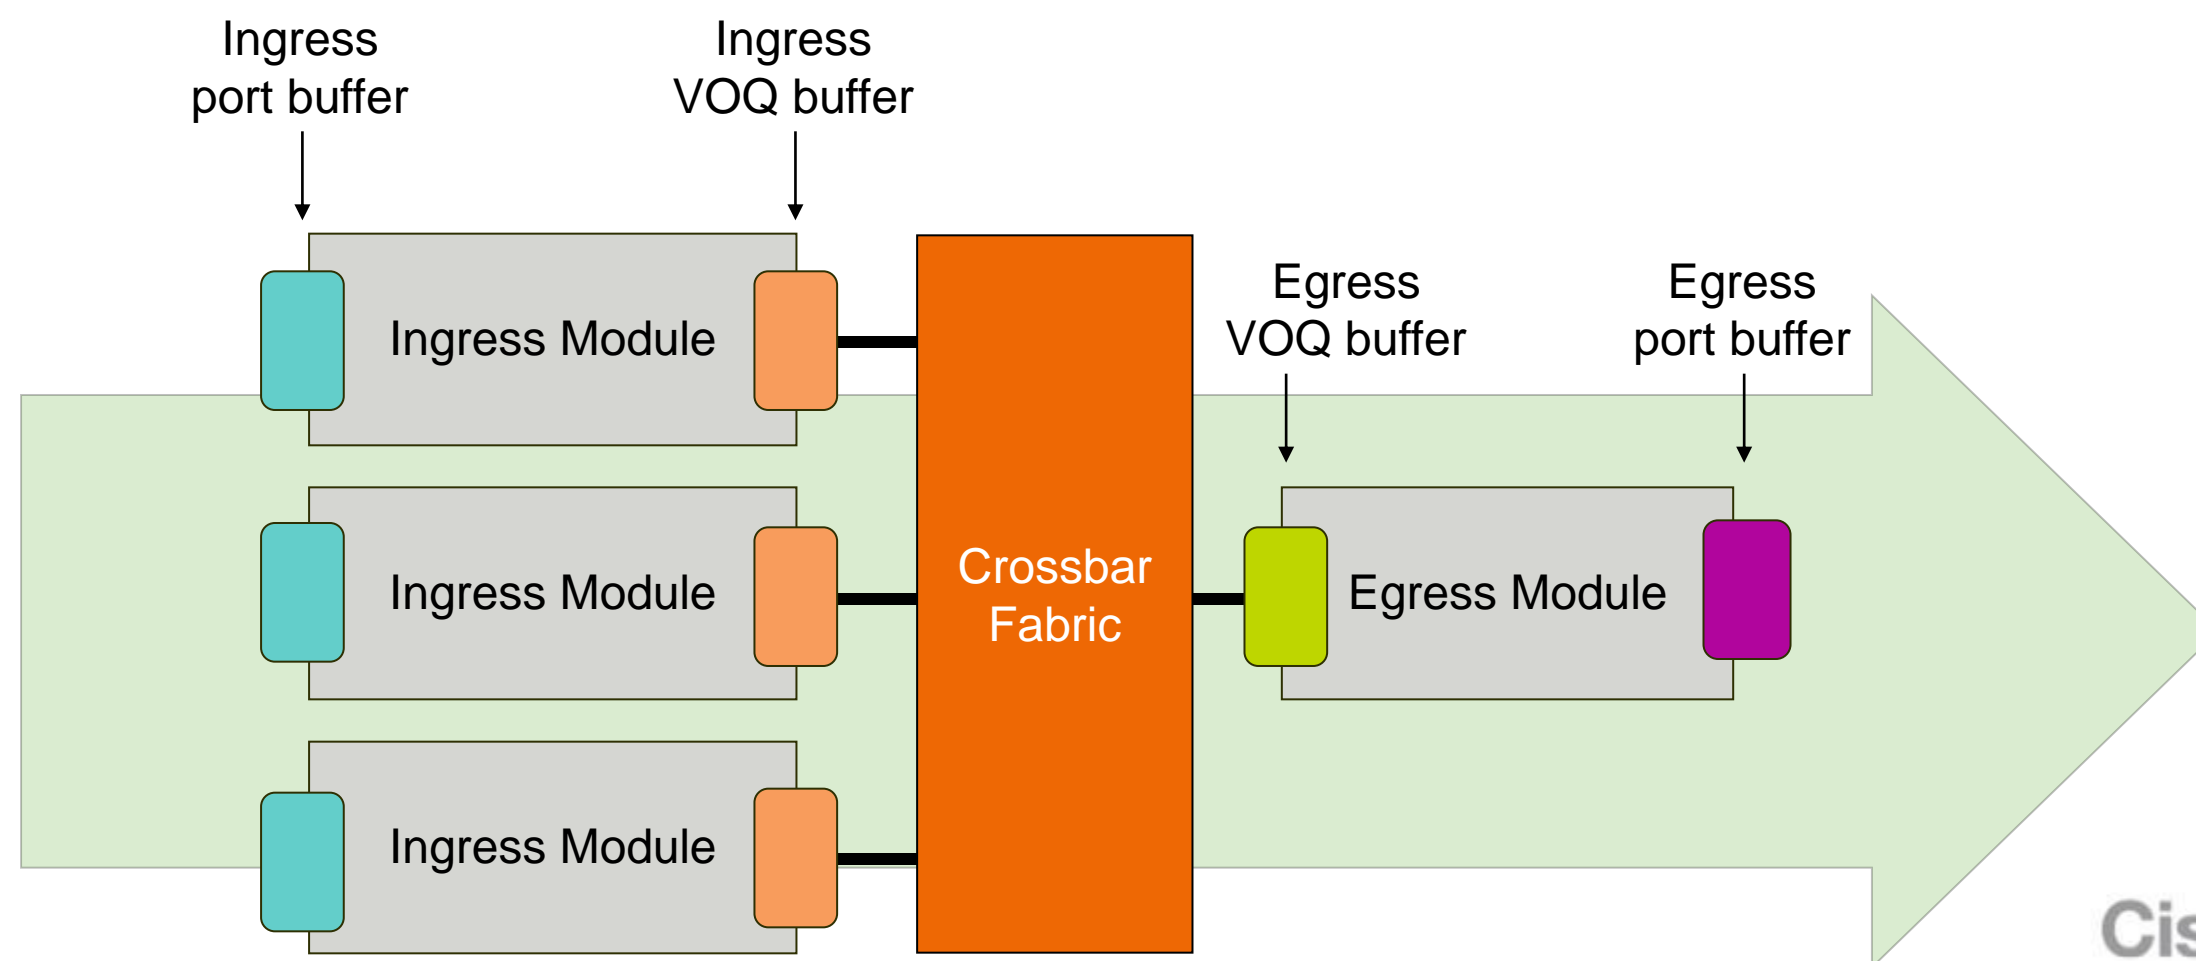 Ingress
port buffer
Ingress
VOQ buffer
Egress
VOQ buffer
Egress
port buffer
Ingress Module
Ingress Module
Ingress Module
Crossbar
Fabric
Egress Module
Cis